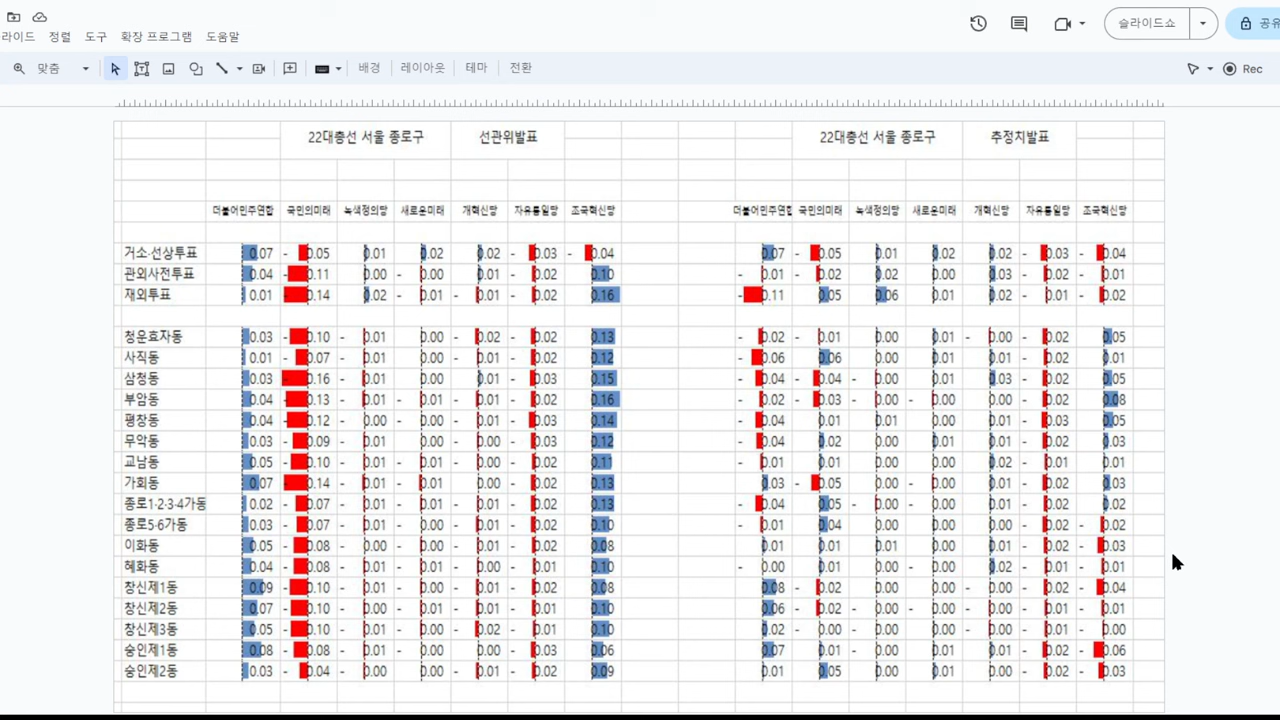 라이드 정렬 도구 확장 프로그램 도움말 슬라이드쇼 공유
맞춤 배경 레이아웃 테마 전환 Rec
22대총선 서울 종로구 선관위발표 22대총선 서울 종로구 추정치발표
더불어민주연합 국민의미래 녹색정의당 새로운미래 개혁신당 자유통일당 조국혁신당 더불어민주연합 국민의미래 녹색정의당 새로운미래 개혁신당 자유통일당 조국혁신당
거소·선상투표 0.07 - 0.05 0.01 0.02 0.02 - 0.03 - 0.04 0.07 - 0.05 0.01 0.02 0.02 - 0.03 - 0.04
관외사전투표 0.04 - 0.11 - 0.00 - 0.00 - 0.01 - 0.02 0.10 - 0.01 - 0.02 0.02 0.00 0.03 - 0.02 - 0.01
재외투표 0.01 - 0.14 0.02 - 0.01 - 0.01 - 0.02 0.16 - 0.11 0.05 0.06 0.01 0.02 - 0.01 - 0.02
청운효자동 0.03 - 0.10 - 0.01 - 0.00 - 0.02 - 0.02 0.13 - 0.02 - 0.01 0.00 0.01 - 0.00 - 0.02 0.05
사직동 0.01 - 0.07 - 0.01 - 0.00 - 0.01 - 0.02 0.12 - 0.06 0.06 0.00 0.01 0.01 - 0.02 0.01
삼청동 0.03 - 0.16 - 0.01 0.00 0.01 - 0.03 0.15 - 0.04 - 0.04 - 0.00 0.01 0.03 - 0.02 0.05
부암동 0.04 - 0.13 - 0.01 - 0.00 - 0.01 - 0.02 0.16 - 0.02 - 0.03 0.00 - 0.00 0.00 - 0.02 0.08
평창동 0.04 - 0.12 - 0.01 - 0.00 - 0.01 - 0.03 0.14 - 0.04 0.01 0.01 0.00 0.01 - 0.03 0.05
무악동 0.03 - 0.09 - 0.01 - 0.00 0.00 - 0.03 0.12 - 0.04 0.02 0.00 0.01 0.01 - 0.02 0.03
교남동 0.05 - 0.10 - 0.01 - 0.01 - 0.00 - 0.02 0.11 - 0.01 0.01 0.00 0.00 0.02 - 0.01 0.01
가회동 0.07 - 0.14 - 0.01 - 0.01 0.00 - 0.02 0.13 0.03 - 0.05 0.00 - 0.00 0.01 - 0.02 0.03
종로1·2·3·4가동 0.02 - 0.07 - 0.01 - 0.00 - 0.01 - 0.02 0.13 - 0.04 0.05 - 0.00 - 0.00 0.01 - 0.02 0.02
종로5·6가동 0.03 - 0.07 - 0.00 - 0.00 - 0.01 - 0.02 0.10 - 0.01 0.04 0.00 0.00 0.00 - 0.02 - 0.02
이화동 0.05 - 0.08 - 0.00 - 0.00 - 0.01 - 0.02 0.08 0.01 0.01 0.01 0.00 0.01 - 0.02 - 0.03
혜화동 0.04 - 0.08 - 0.01 - 0.00 - 0.01 - 0.01 0.10 - 0.00 0.01 0.00 0.00 0.02 - 0.01 - 0.01
창신제1동 0.09 - 0.10 - 0.01 - 0.00 - 0.01 - 0.02 0.08 0.08 - 0.02 0.00 0.00 - 0.00 - 0.02 - 0.04
창신제2동 0.07 - 0.10 - 0.00 - 0.00 - 0.01 - 0.01 0.10 0.06 - 0.02 - 0.00 - 0.00 - 0.00 - 0.01 - 0.01
창신제3동 0.05 - 0.10 - 0.01 - 0.00 - 0.02 - 0.01 0.10 0.02 - 0.00 - 0.00 0.01 - 0.00 - 0.01 - 0.00
숭인제1동 0.08 - 0.08 - 0.01 - 0.00 - 0.00 - 0.03 0.06 0.07 0.01 - 0.00 0.01 0.01 - 0.02 - 0.06
숭인제2동 0.03 - 0.04 - 0.00 0.00 - 0.01 - 0.02 0.09 0.01 0.05 - 0.00 0.01 0.00 - 0.02 - 0.03